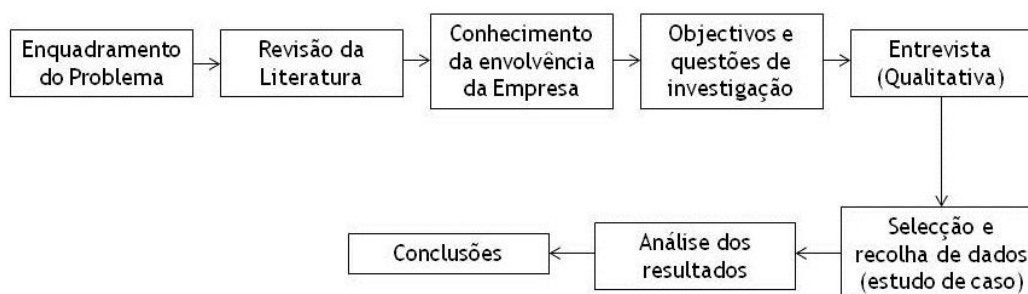 Enquadramento
do Problema
Revisão da
Literatura
Conhecimento
da envolvência
da Empresa
Objectivos e
questões de
investigação
Entrevista
(Qualitativa)
Selecção e
recolha de dados
(estudo de caso)
Análise dos
resultados
Conclusões